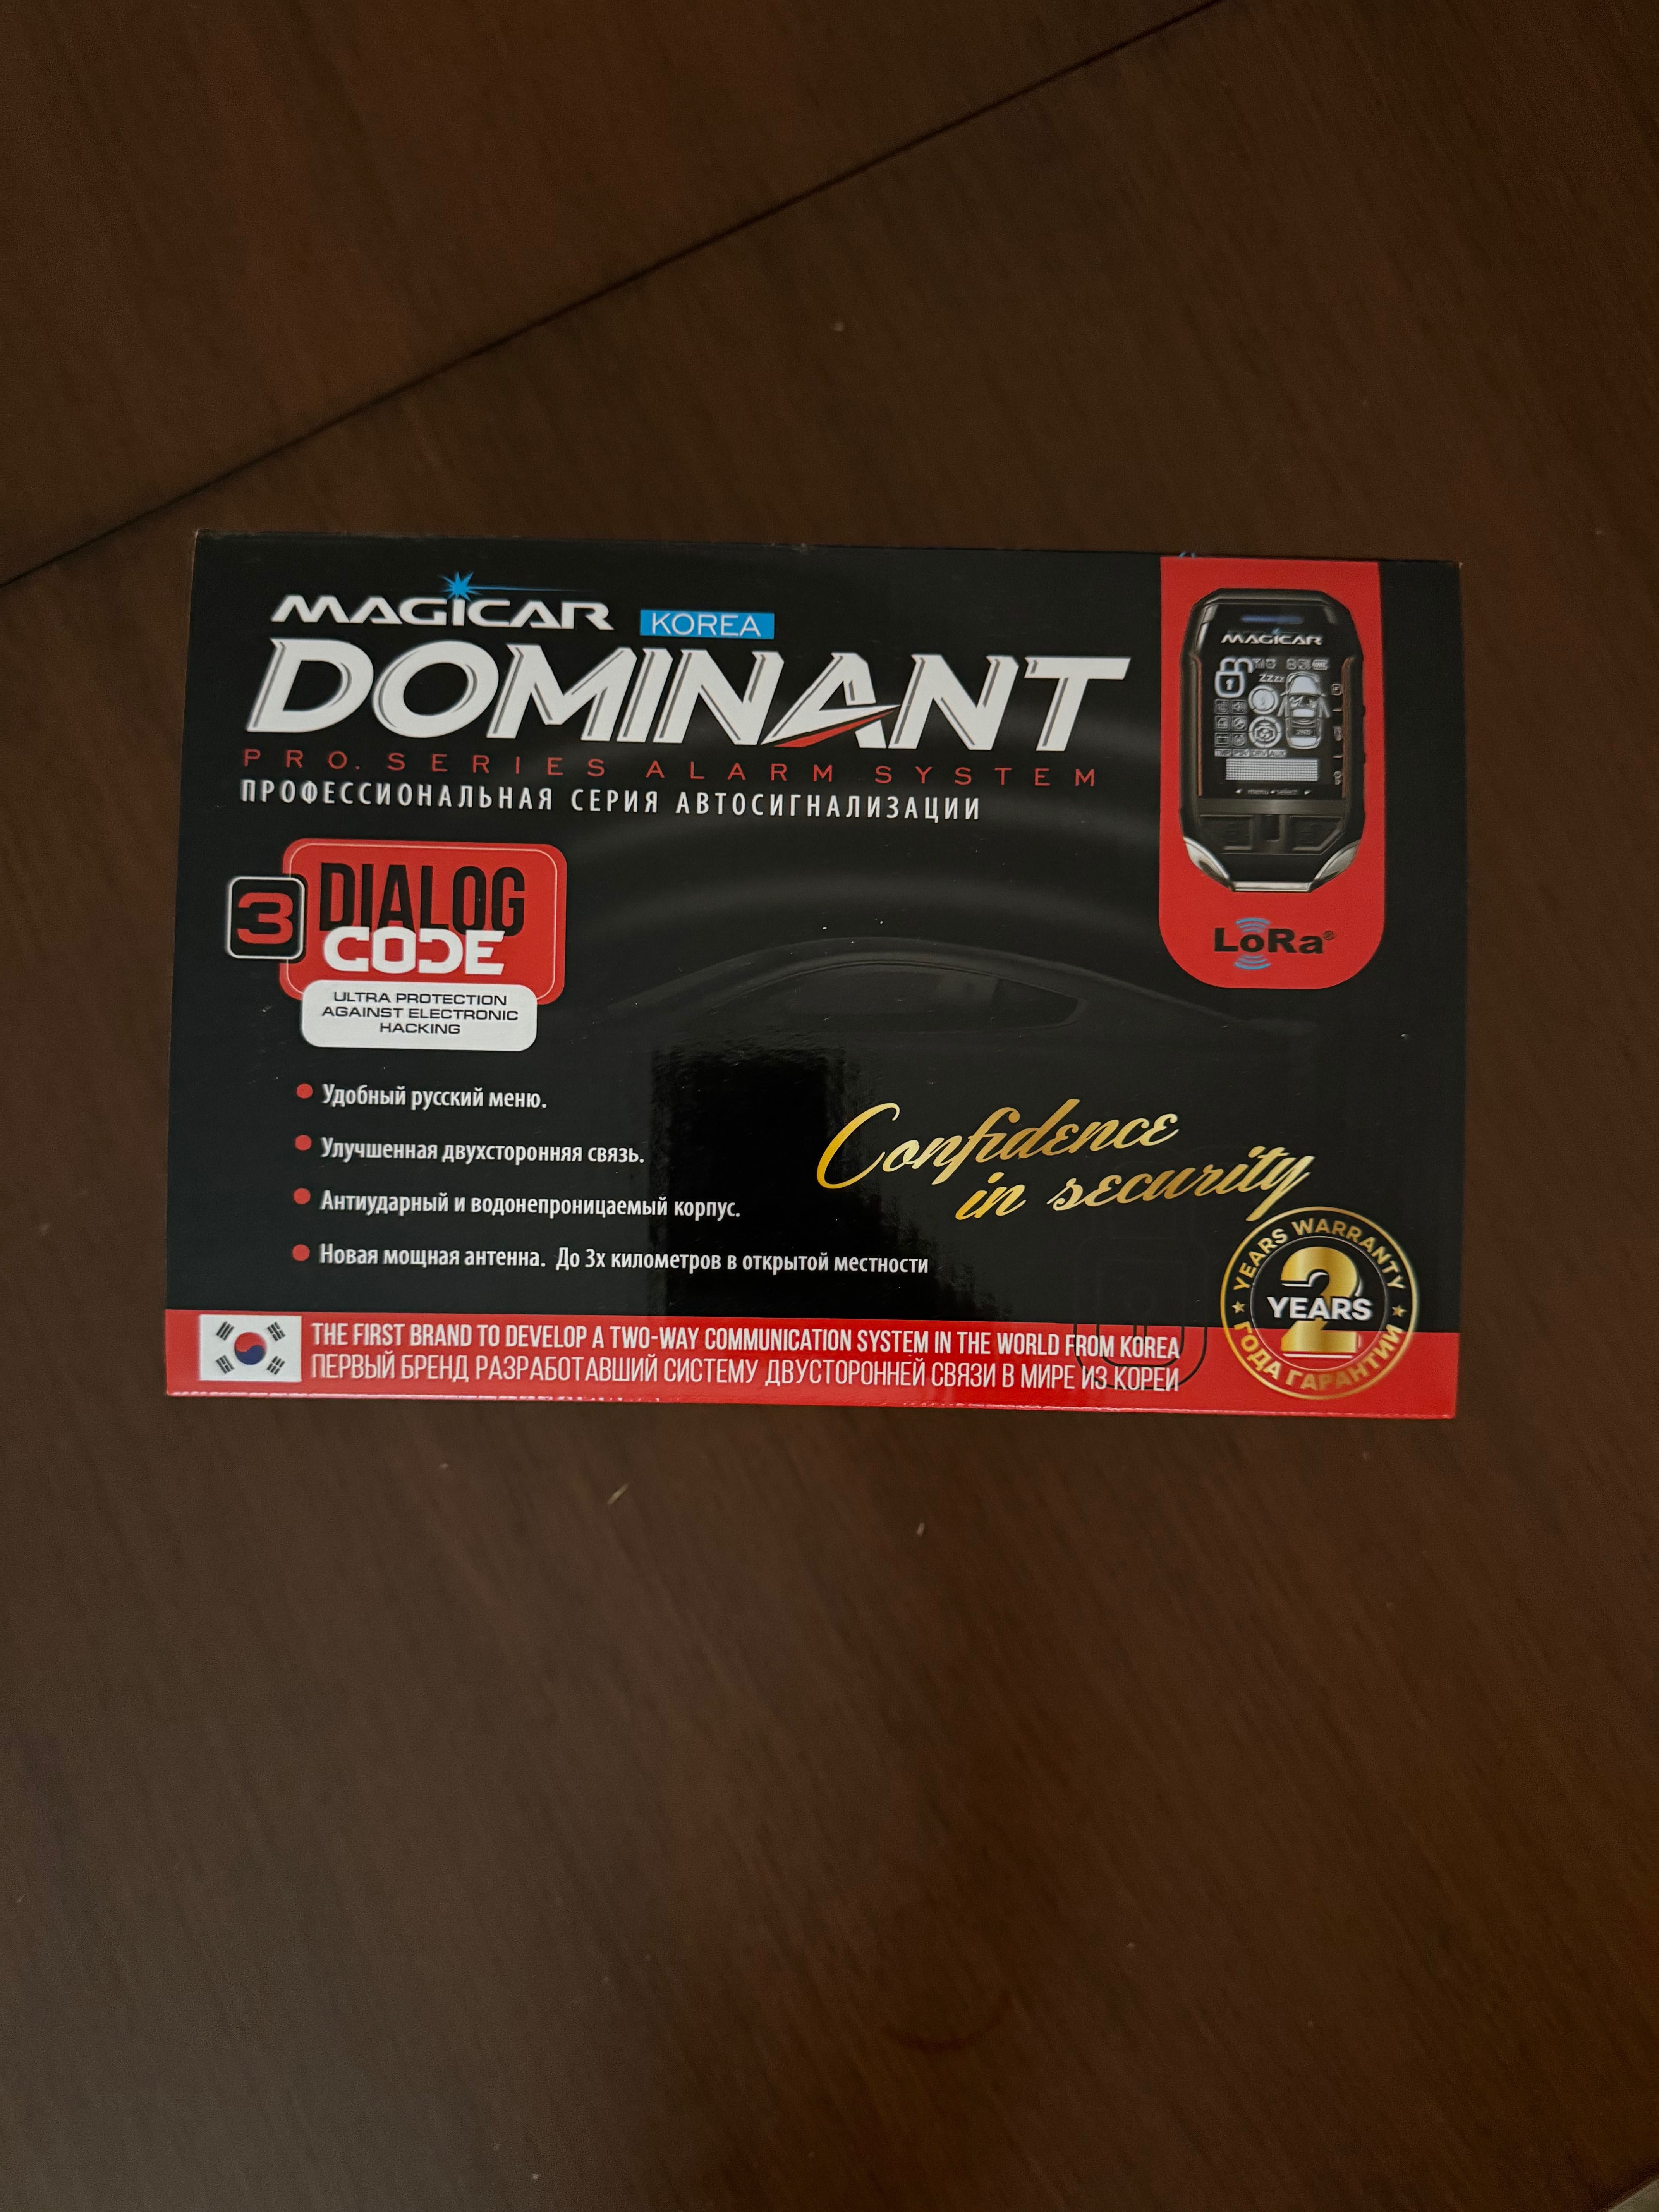 MAGICAR KOREA
DOMINANT
PRO. SERIES ALARM SYSTEM
ПРОФЕССИОНАЛЬНАЯ СЕРИЯ АВТОСИГНАЛИЗАЦИИ
MAGICAR
ZZZz
menu • select
LoRa®
3 DIALOG
CODE
ULTRA PROTECTION
AGAINST ELECTRONIC
HACKING
Удобный русский меню.
Улучшенная двухсторонняя связь.
Антиударный и водонепроницаемый корпус.
Новая мощная антенна. До 3х километров в открытой местности
Confidence
in security
YEARS WARRANTY
2
YEARS
ГОДА ГАРАНТИИ
THE FIRST BRAND TO DEVELOP A TWO-WAY COMMUNICATION SYSTEM IN THE WORLD FROM KOREA
ПЕРВЫЙ БРЕНД РАЗРАБОТАВШИЙ СИСТЕМУ ДВУСТОРОННЕЙ СВЯЗИ В МИРЕ ИЗ КОРЕИ